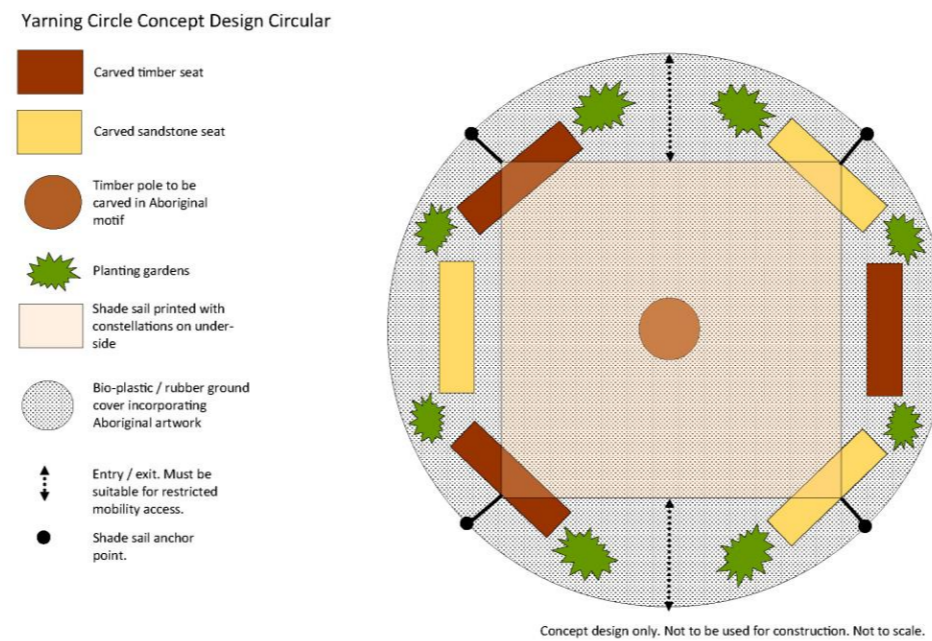 Yarning Circle Concept Design Circular
Carved timber seat
Carved sandstone seat
Timber pole to be
carved in Aboriginal
motif
Planting gardens
Shade sail printed with
constellations on under-
side
Bio-plastic / rubber ground
cover incorporating
Aboriginal artwork
Entry / exit. Must be
suitable for restricted
mobility access.
Shade sail anchor
point.
Concept design only. Not to be used for construction. Not to scale.